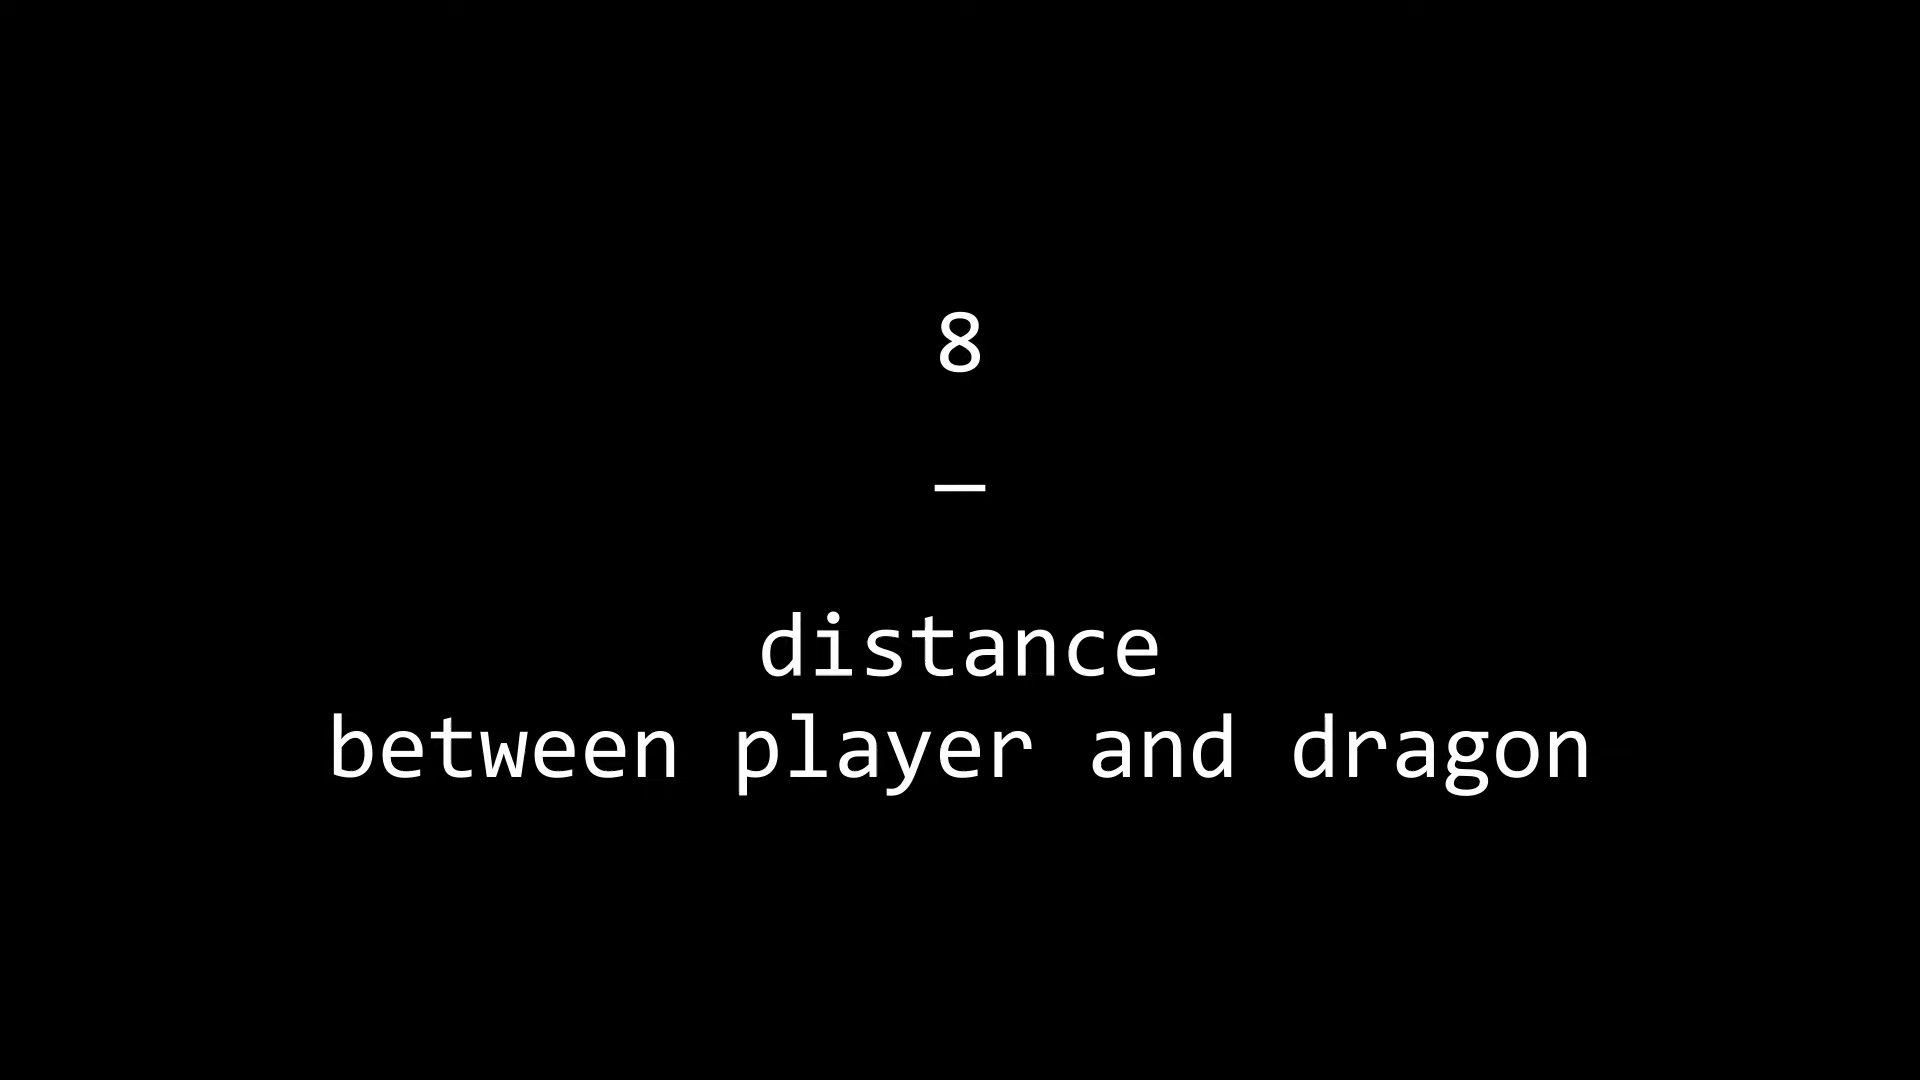 8
—
distance
between player and dragon